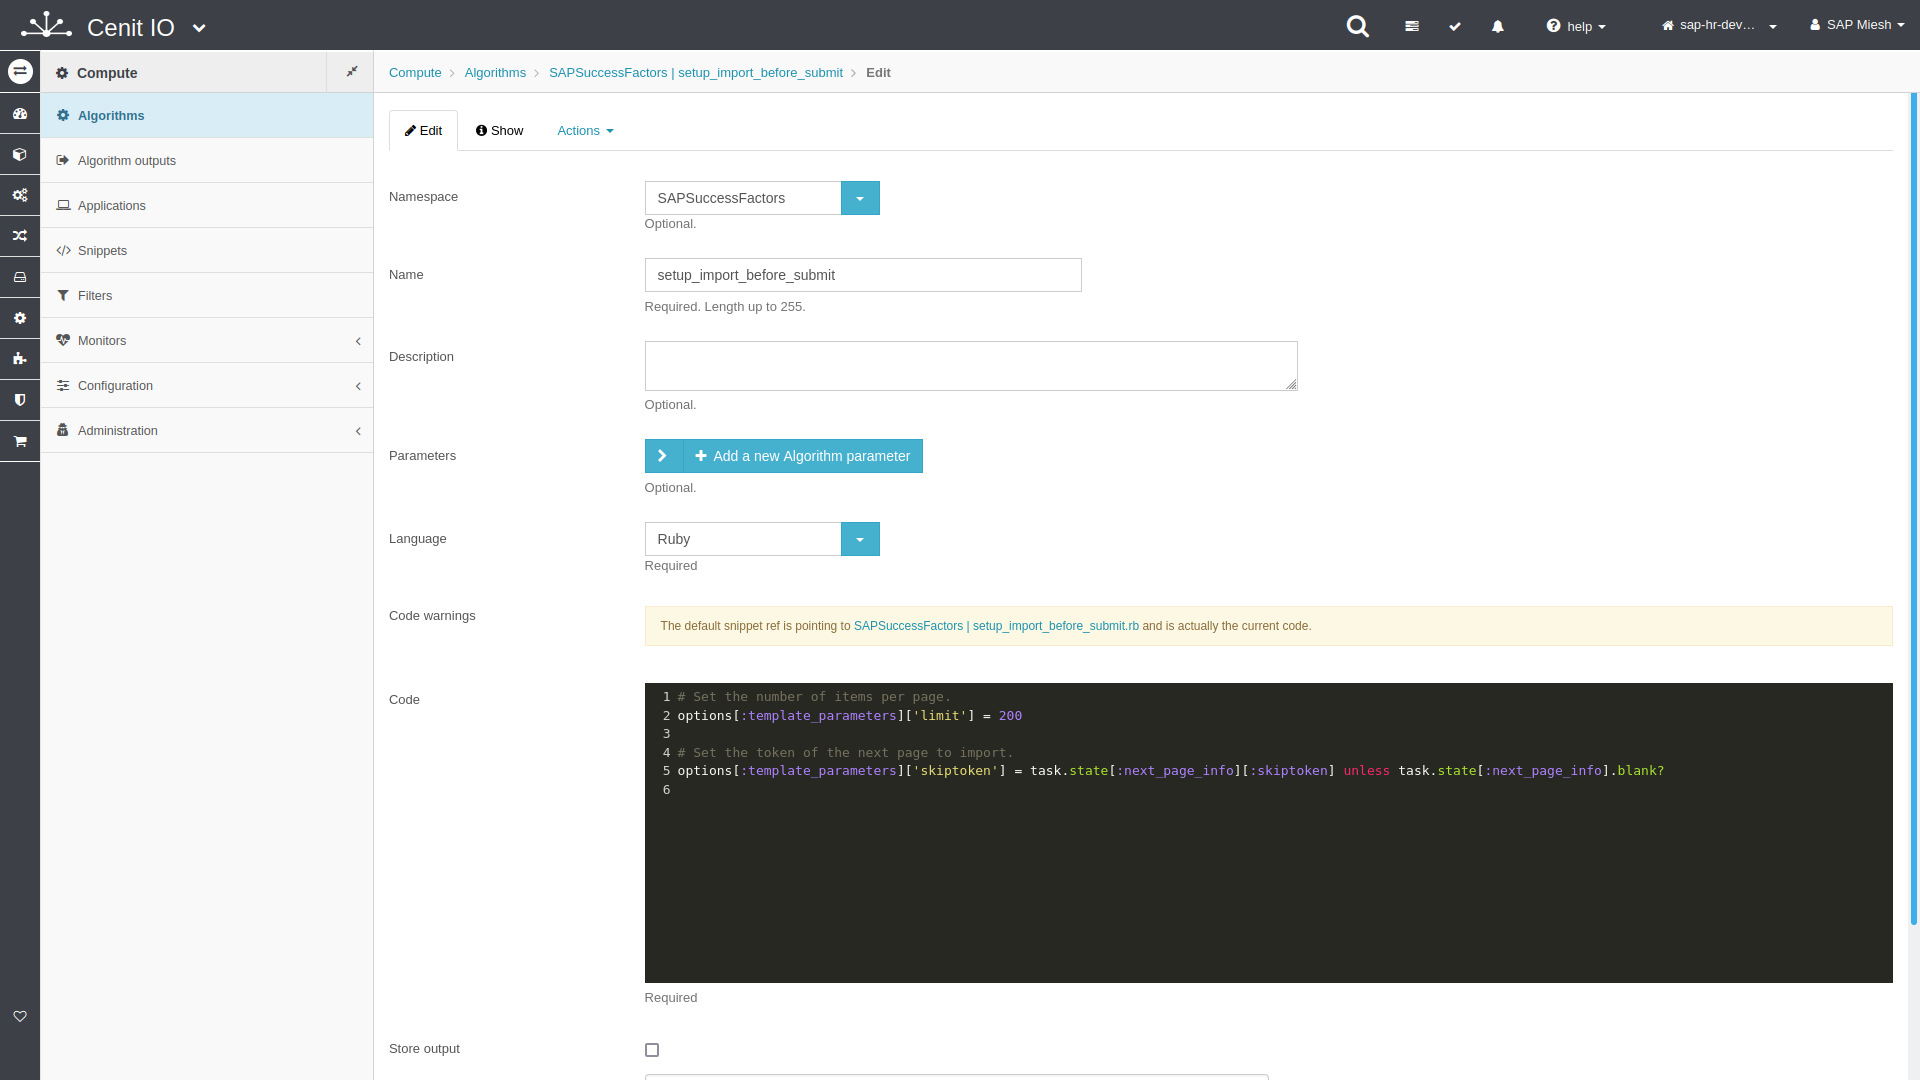 Cenit IO
help
sap-hr-dev…
SAP Miesh
Compute
Compute
Algorithms
SAPSuccessFactors | setup_import_before_submit
Edit
Algorithms
Algorithm outputs
Applications
Snippets
Filters
Monitors
Configuration
Administration
Edit
Show
Actions
Namespace
SAPSuccessFactors
Optional.
Name
setup_import_before_submit
Required. Length up to 255.
Description
Optional.
Parameters
Add a new Algorithm parameter
Optional.
Language
Ruby
Required
Code warnings
The default snippet ref is pointing to SAPSuccessFactors | setup_import_before_submit.rb and is actually the current code.
Code
1 # Set the number of items per page.
2 options[:template_parameters]['limit'] = 200
3
4 # Set the token of the next page to import.
5 options[:template_parameters]['skiptoken'] = task.state[:next_page_info][:skiptoken] unless task.state[:next_page_info].blank?
6
Required
Store output